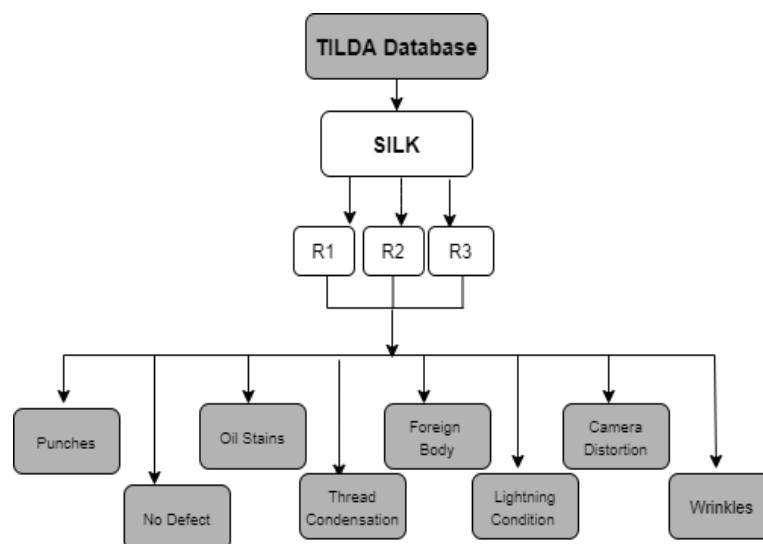 TILDA Database
SILK
R1
R2
R3
Punches
Oil Stains
Foreign
Body
Camera
Distortion
No Defect
Thread
Condensation
Lightning
Condition
Wrinkles